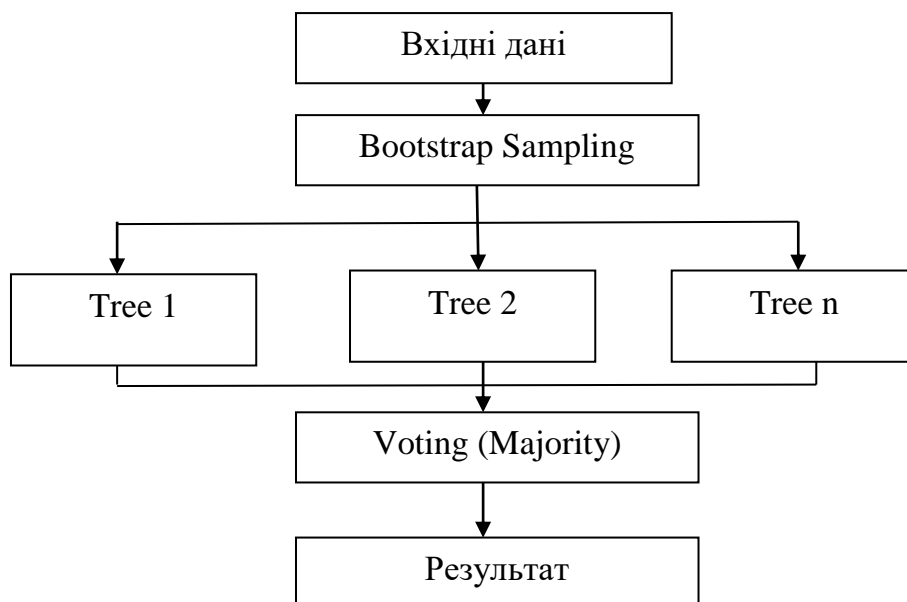 Вхідні дані
Bootstrap Sampling
Tree 1
Tree 2
Tree n
Voting (Majority)
Результат